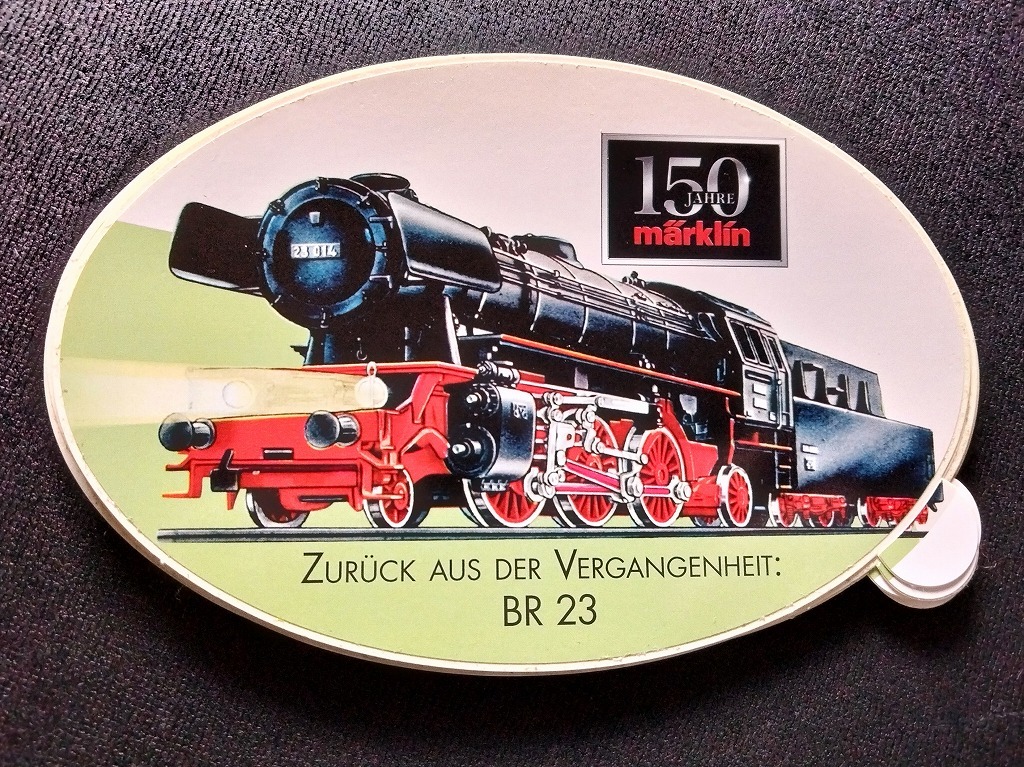 150
JAHRE
märklin
23 014
ZURÜCK AUS DER VERGANGENHEIT:
BR 23